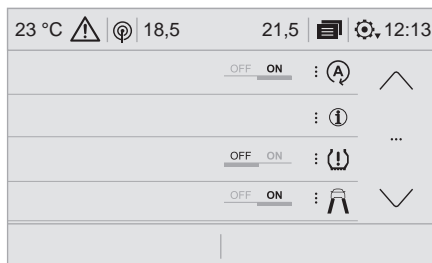 23 °C 18,5 21,5 12:13
OFF ON : A
: i
OFF ON : (!)
OFF ON :
...